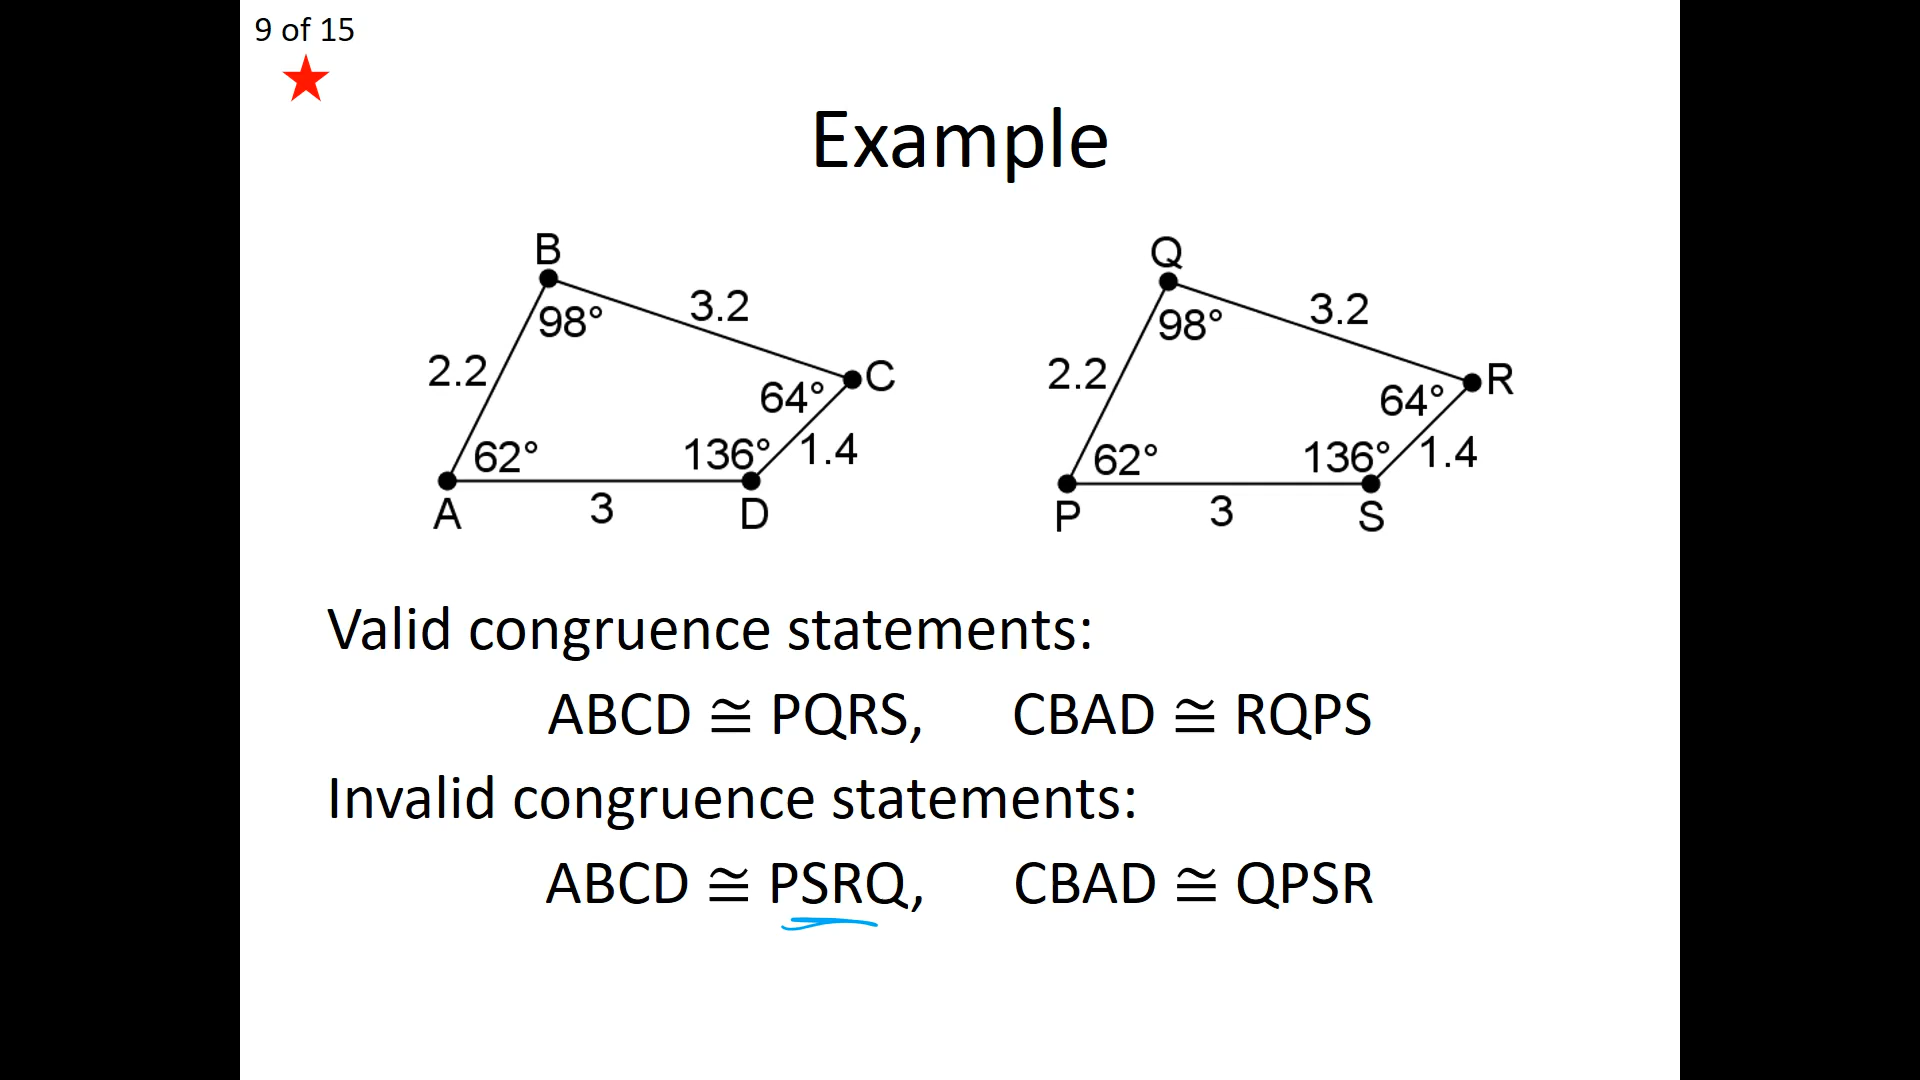 9 of 15
Example
B
Q
98°
3.2
98°
3.2
2.2
C
2.2
R
64°
64°
62°
136°
1.4
62°
136°
1.4
A
3
D
P
3
S
Valid congruence statements:
ABCD ≅ PQRS, CBAD ≅ RQPS
Invalid congruence statements:
ABCD ≅ PSRQ, CBAD ≅ QPSR